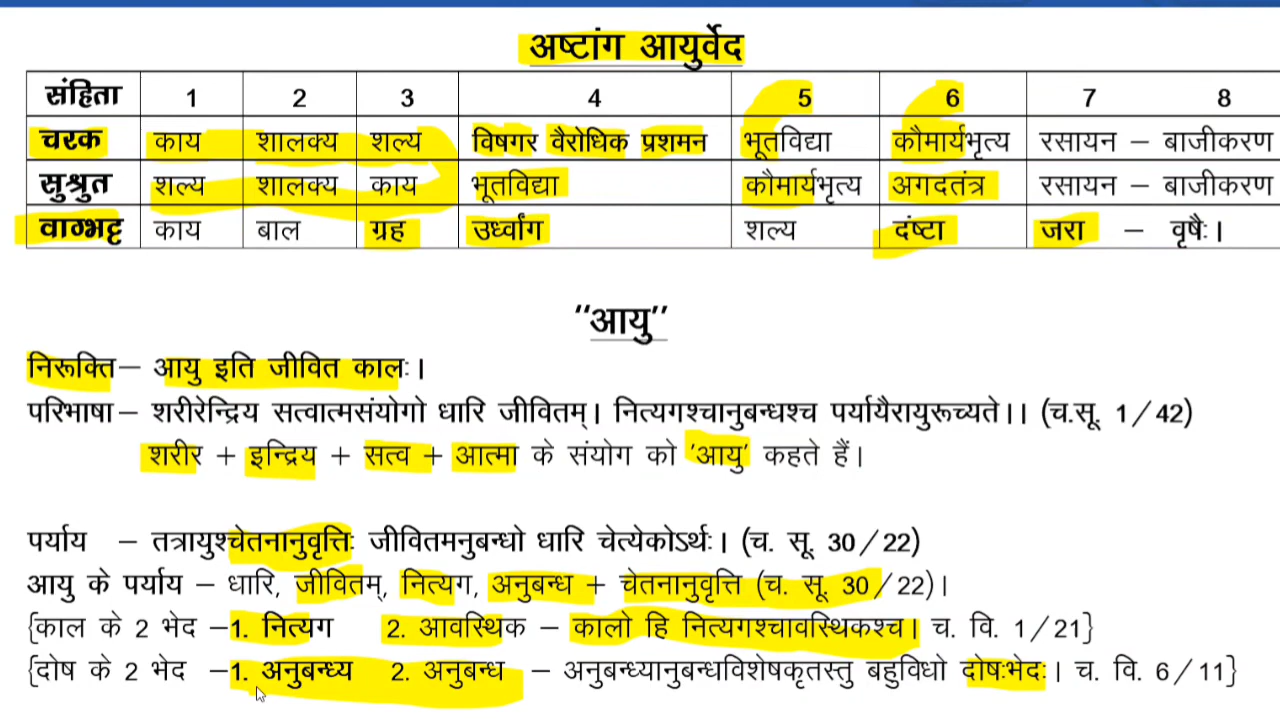 अष्टांग आयुर्वेद
संहिता 1 2 3 4 5 6 7 8
चरक काय शालक्य शल्य विषगर वैरोधिक प्रशमन भूतविद्या कौमार्यभृत्य रसायन – बाजीकरण
सुश्रुत शल्य शालक्य काय भूतविद्या कौमार्यभृत्य अगदतंत्र रसायन – बाजीकरण
वाग्भट्ट काय बाल ग्रह उर्ध्वांग शल्य दंष्टा जरा – वृषैः।
“आयु”
निरूक्ति– आयु इति जीवित कालः।
परिभाषा– शरीरेन्द्रिय सत्वात्मसंयोगो धारि जीवितम्। नित्यगश्चानुबन्धश्च पर्यायैरायुरूच्यते।। (च.सू. 1/42)
शरीर + इन्द्रिय + सत्व + आत्मा के संयोग को 'आयु' कहते हैं।
पर्याय – तत्रायुश्चेतनानुवृत्तिः जीवितमनुबन्धो धारि चेत्येकोऽर्थः। (च. सू. 30/22)
आयु के पर्याय – धारि, जीवितम्, नित्यग, अनुबन्ध + चेतनानुवृत्ति (च. सू. 30/22)।
{काल के 2 भेद –1. नित्यग 2. आवस्थिक – कालो हि नित्यगश्चावस्थिकश्च। च. वि. 1/21}
{दोष के 2 भेद –1. अनुबन्ध्य 2. अनुबन्ध – अनुबन्ध्यानुबन्धविशेषकृतस्तु बहुविधो दोषःभेदः। च. वि. 6/11}